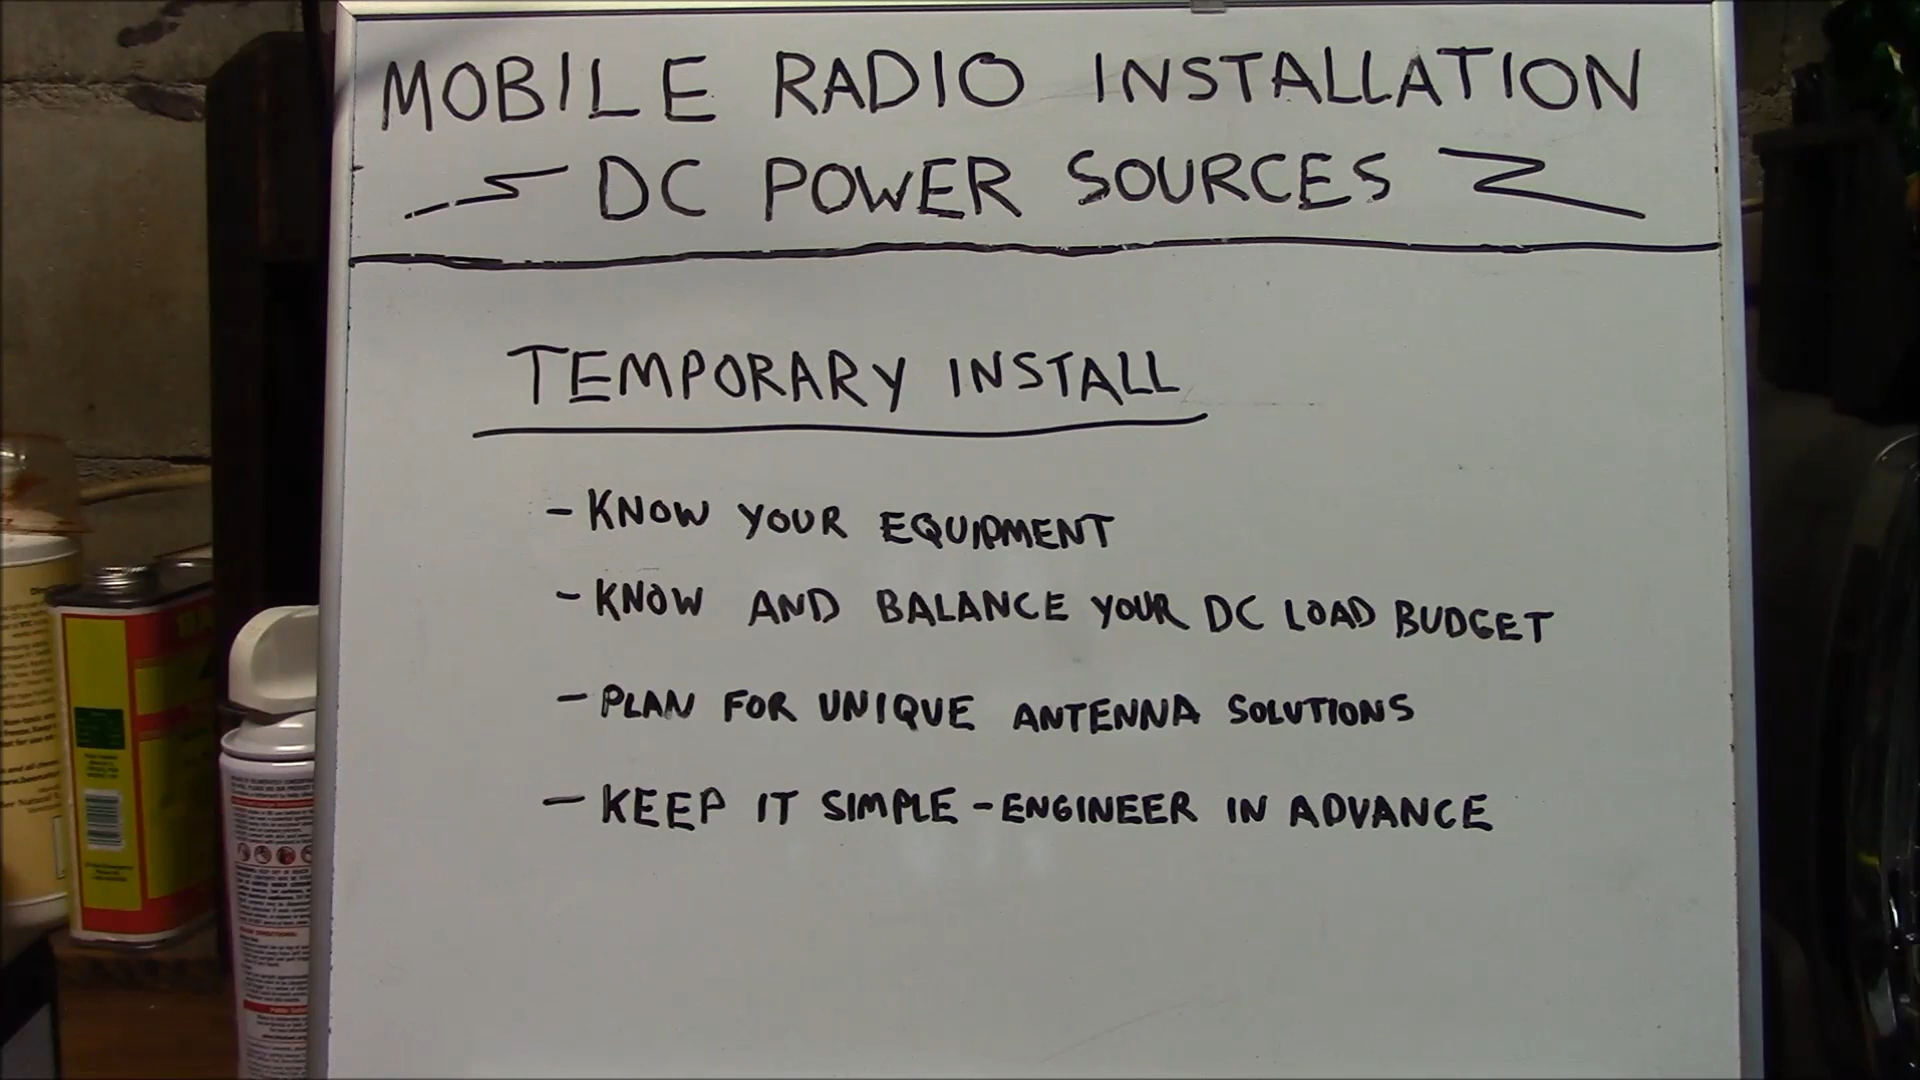 MOBILE RADIO INSTALLATION
DC POWER SOURCES
TEMPORARY INSTALL
- KNOW YOUR EQUIPMENT
- KNOW AND BALANCE YOUR DC LOAD BUDGET
- PLAN FOR UNIQUE ANTENNA SOLUTIONS
- KEEP IT SIMPLE - ENGINEER IN ADVANCE